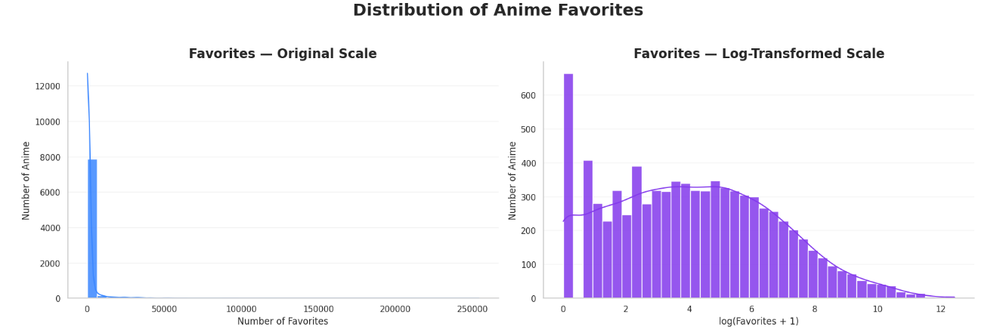 Distribution of Anime Favorites
Favorites — Original Scale
Number of Anime
12000
10000
8000
6000
4000
2000
0
0 50000 100000 150000 200000 250000
Number of Favorites
Favorites — Log-Transformed Scale
Number of Anime
600
500
400
300
200
100
0
0 2 4 6 8 10 12
log(Favorites + 1)